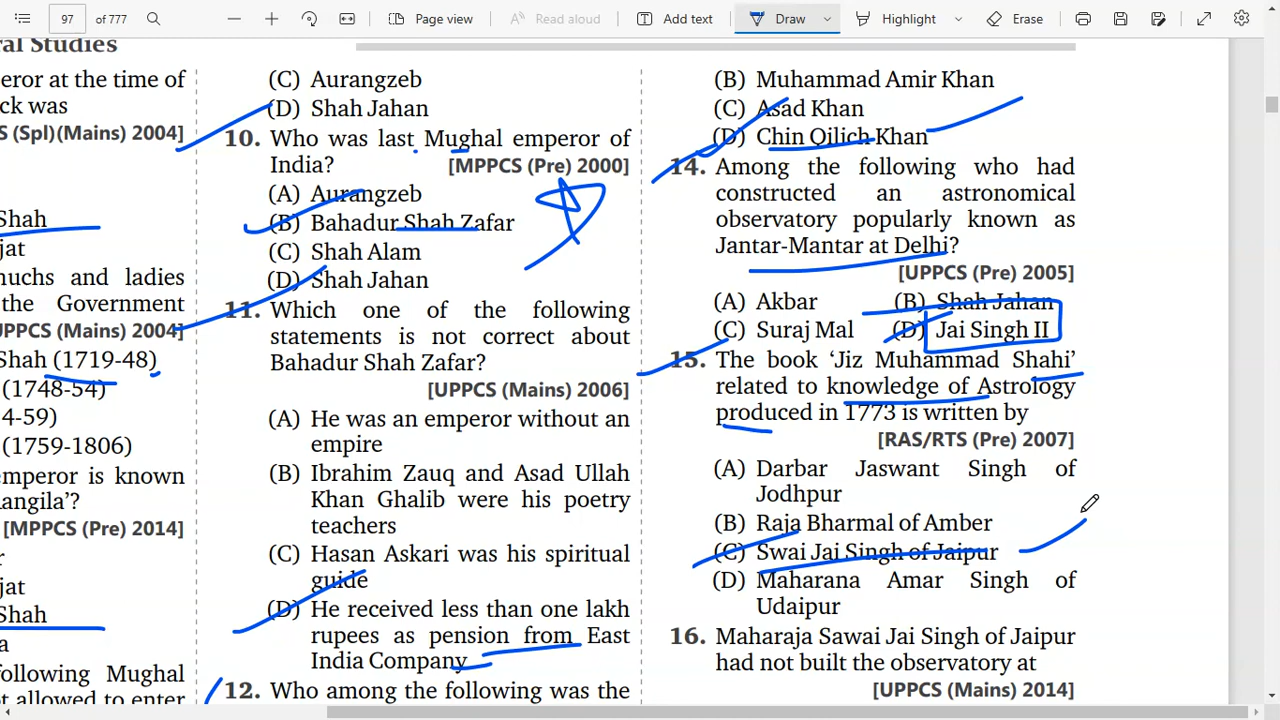 97 of 777
Page view
Read aloud
Add text
Draw
Highlight
Erase
ral Studies
peror at the time of
ck was
S (Spl)(Mains) 2004]
Shah
jat
nuchs and ladies
the Government
UPPCS (Mains) 2004]
Shah (1719-48)
(1748-54)
4-59)
(1759-1806)
emperor is known
angila'?
[MPPCS (Pre) 2014]
r
jat
Shah
a
following Mughal
ot allowed to enter
(C) Aurangzeb
(D) Shah Jahan
10. Who was last Mughal emperor of
India? [MPPCS (Pre) 2000]
(A) Aurangzeb
(B) Bahadur Shah Zafar
(C) Shah Alam
(D) Shah Jahan
11. Which one of the following
statements is not correct about
Bahadur Shah Zafar?
[UPPCS (Mains) 2006]
(A) He was an emperor without an
empire
(B) Ibrahim Zauq and Asad Ullah
Khan Ghalib were his poetry
teachers
(C) Hasan Askari was his spiritual
guide
(D) He received less than one lakh
rupees as pension from East
India Company
12. Who among the following was the
(B) Muhammad Amir Khan
(C) Asad Khan
(D) Chin Qilich Khan
14. Among the following who had
constructed an astronomical
observatory popularly known as
Jantar-Mantar at Delhi?
[UPPCS (Pre) 2005]
(A) Akbar (B) Shah Jahan
(C) Suraj Mal (D) Jai Singh II
15. The book 'Jiz Muhammad Shahi'
related to knowledge of Astrology
produced in 1773 is written by
[RAS/RTS (Pre) 2007]
(A) Darbar Jaswant Singh of
Jodhpur
(B) Raja Bharmal of Amber
(C) Swai Jai Singh of Jaipur
(D) Maharana Amar Singh of
Udaipur
16. Maharaja Sawai Jai Singh of Jaipur
had not built the observatory at
[UPPCS (Mains) 2014]